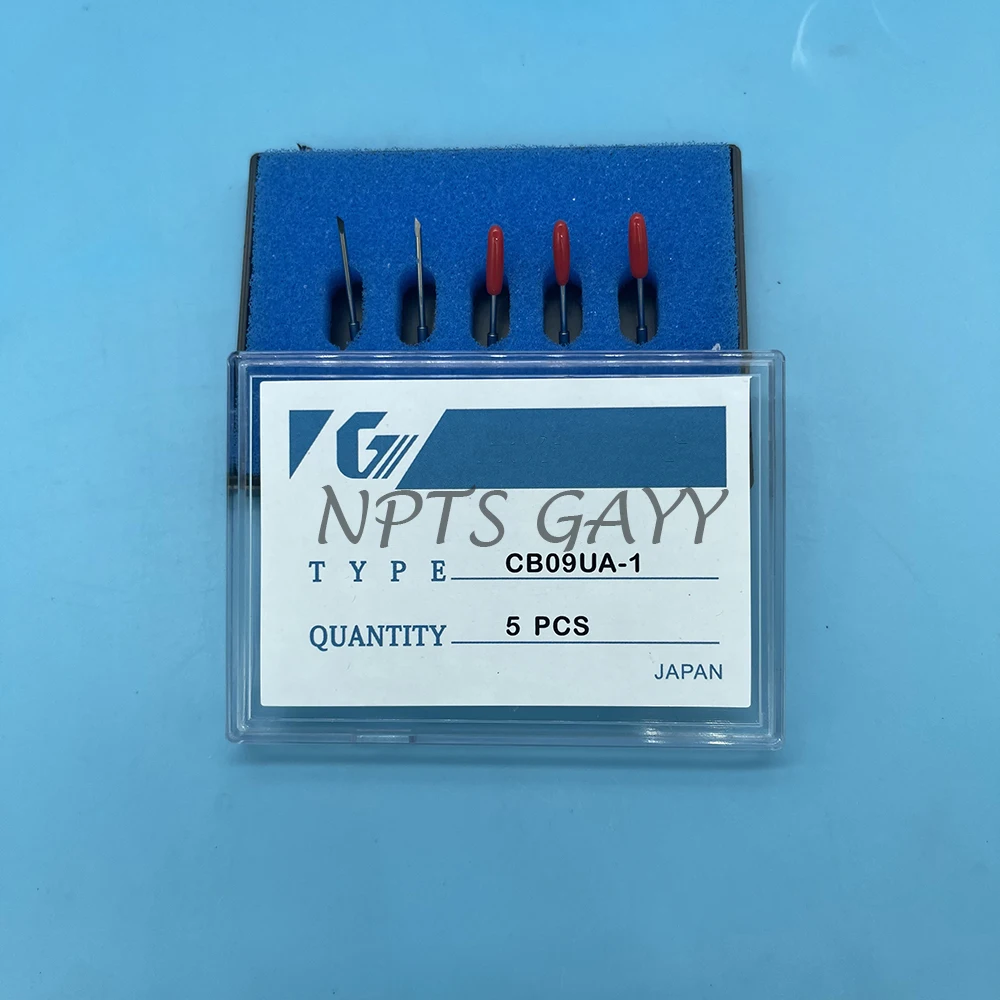 G
NPTS GAYY
TYPE CB09UA-1
QUANTITY 5 PCS
JAPAN